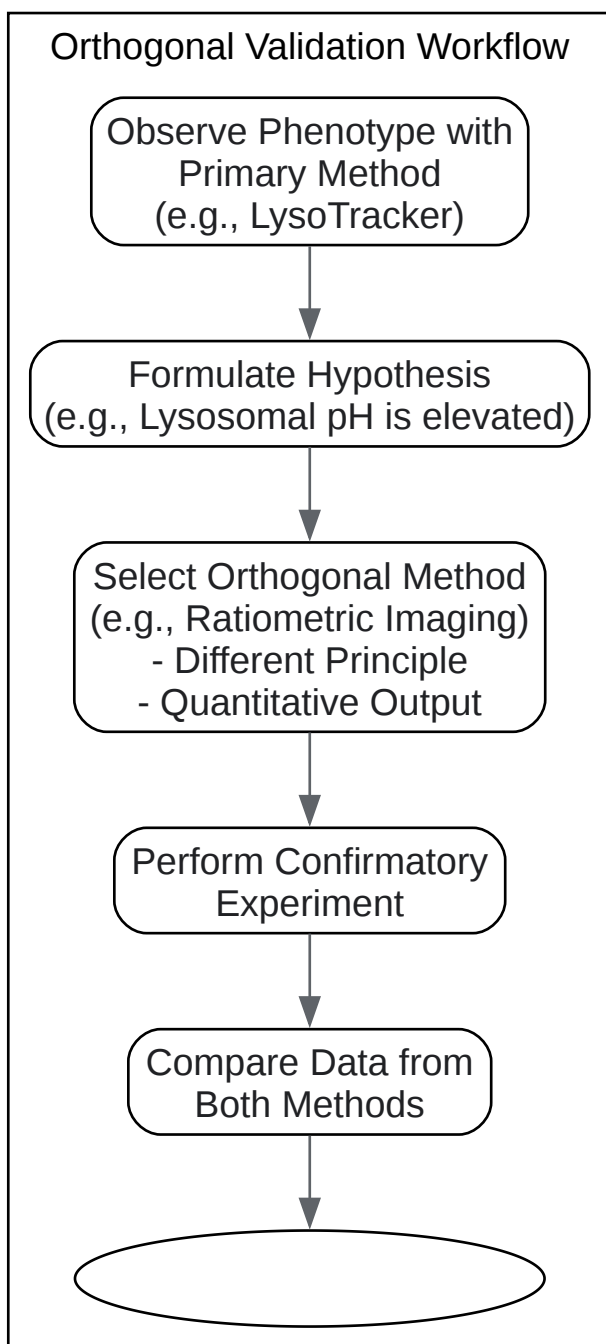 Orthogonal Validation Workflow
Observe Phenotype with
Primary Method
(e.g., LysoTracker)
Formulate Hypothesis
(e.g., Lysosomal pH is elevated)
Select Orthogonal Method
(e.g., Ratiometric Imaging)
- Different Principle
- Quantitative Output
Perform Confirmatory
Experiment
Compare Data from
Both Methods